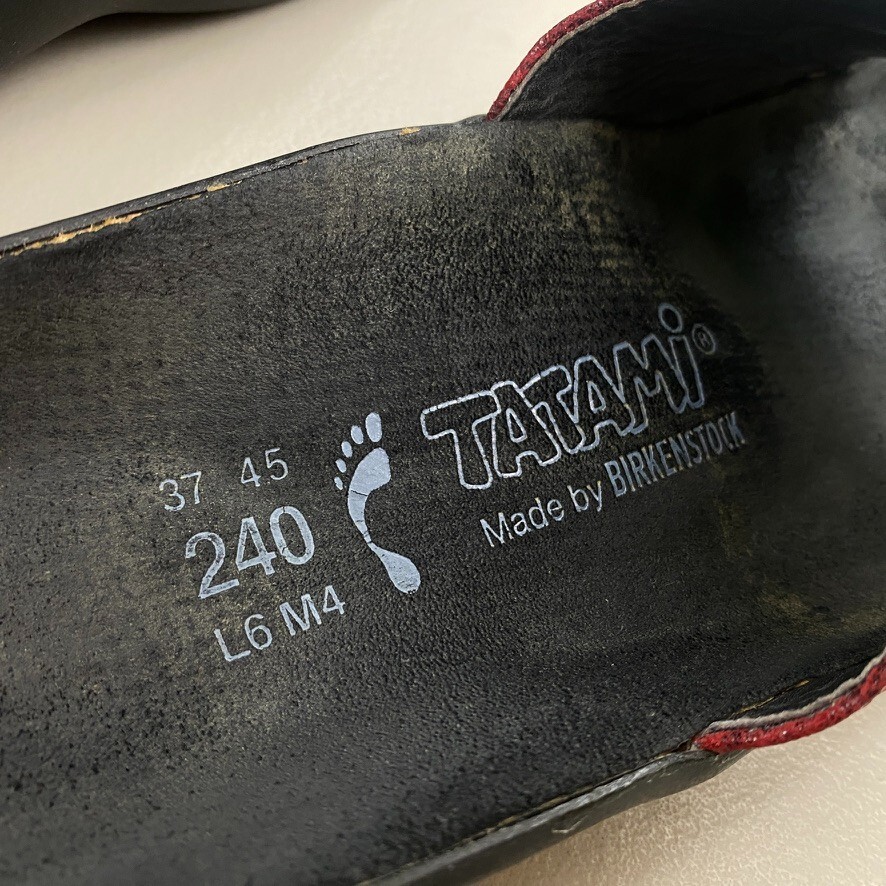 37 45
240
L6 M4
TATAMi®
Made by BIRKENSTOCK